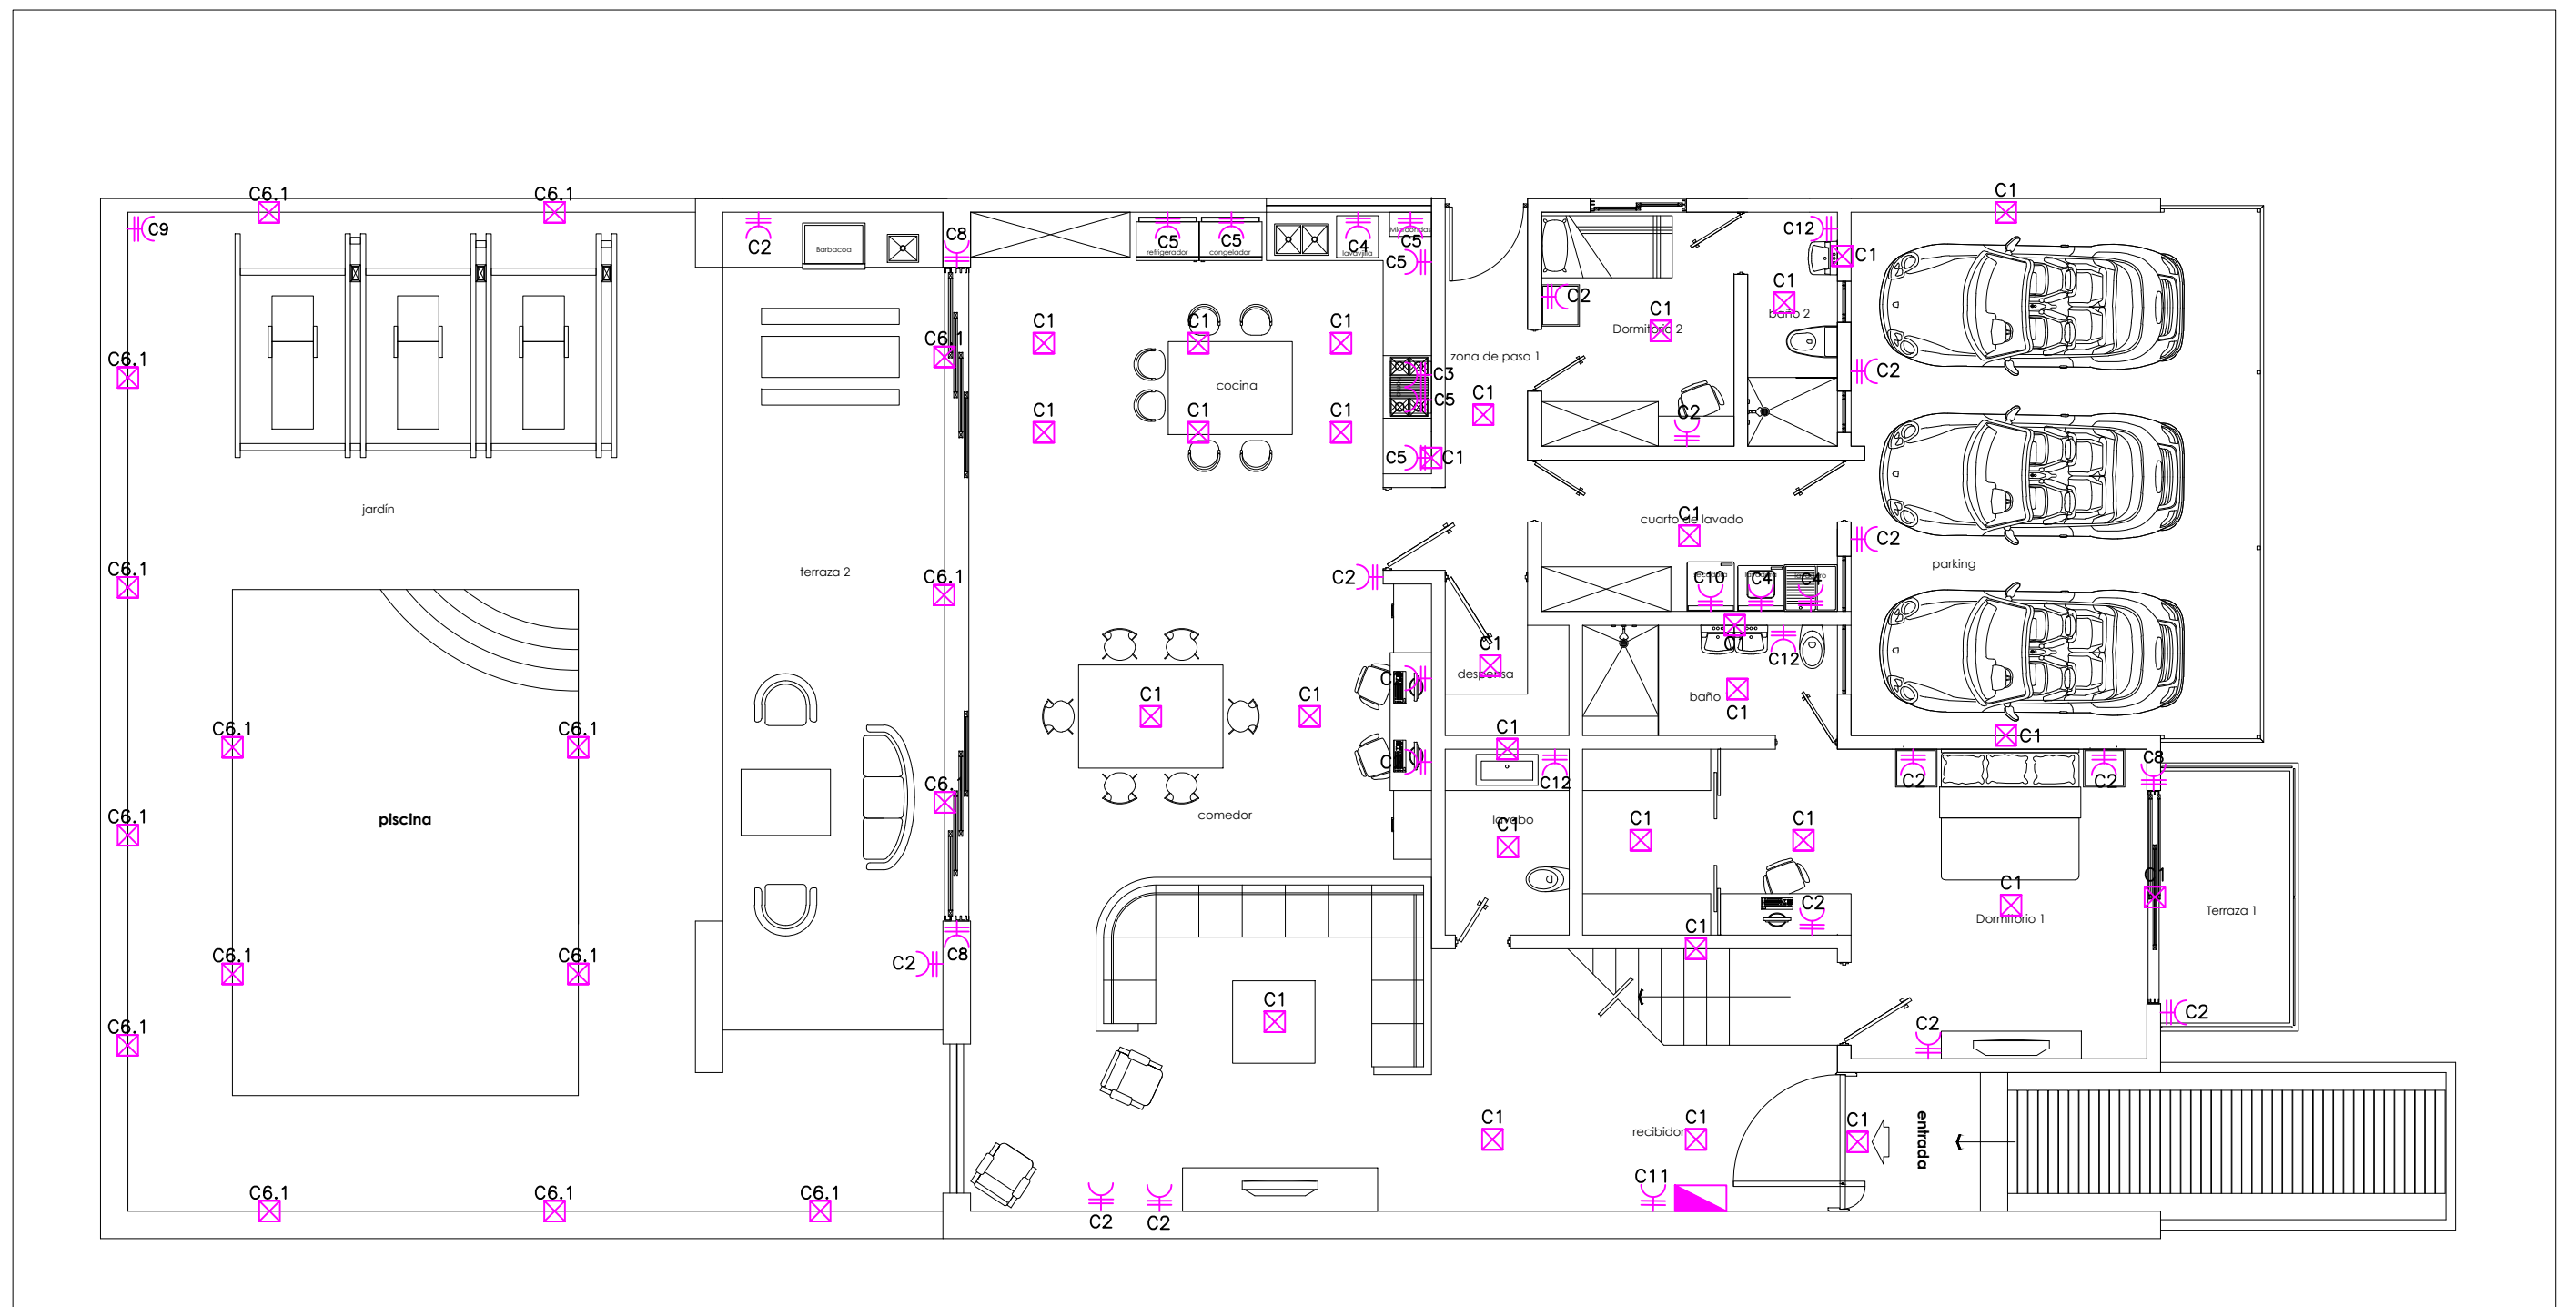 C6.1
C6.1
C1
C9
C2
Barbacoa
C8
C5
refrigerador
C5
congelador
C4
lavavajilla
Microondas
C5
C5
C12
C1
C2
C1
baño 2
C1
Dormitorio 2
C6.1
C1
C1
C1
cocina
zona de paso 1
C3
C5
C1
C2
C6.1
C1
C1
C1
C2
C5
C1
jardín
cuarto de lavado
C1
C2
parking
C6.1
terraza 2
C6.1
C2
C10
C4
C4
C1
despensa
C12
baño
C1
C6.1
C6.1
C1
C1
C1
C12
C1
C2
C2
C8
piscina
C6.1
comedor
lavabo
C1
C1
C1
C2
C1
C1
Dormitorio 1
Terraza 1
C6.1
C6.1
C2
C8
C1
C1
C2
C2
C6.1
C1
recibidor
C1
C1
entrada
C6.1
C6.1
C6.1
C2
C2
C11